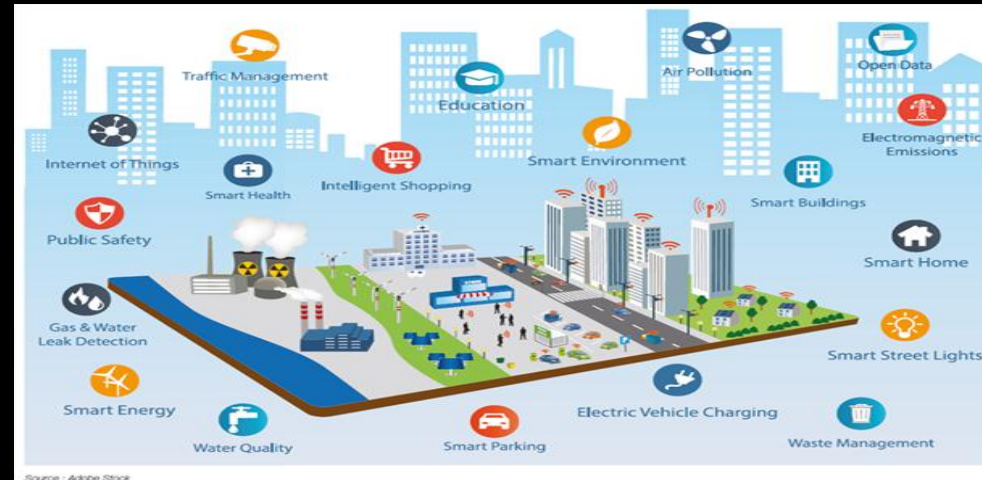 Traffic Management
Education
Air Pollution
Open Data
Internet of Things
Smart Health
Intelligent Shopping
Smart Environment
Electromagnetic
Emissions
Smart Buildings
Public Safety
Smart Home
Gas & Water
Leak Detection
Smart Street Lights
Smart Energy
Water Quality
Smart Parking
Electric Vehicle Charging
Waste Management
Source : Adobe Stock